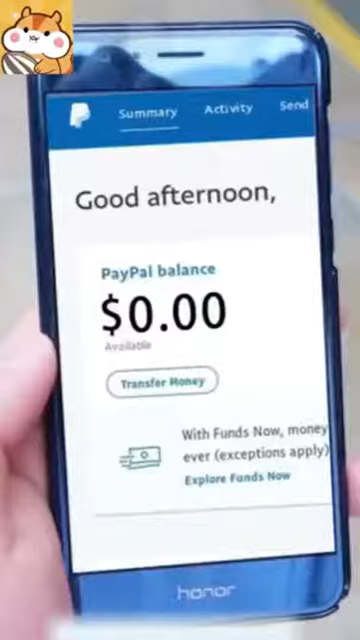 Summary Activity Send
Good afternoon,
PayPal balance
$0.00
Available
Transfer Money
With Funds Now, money
ever (exceptions apply)
Explore Funds Now
honor